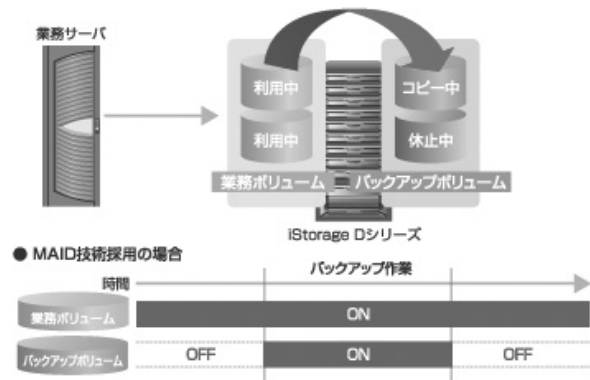 業務サーバ
利用中
コピー中
利用中
休止中
業務ボリューム
バックアップボリューム
iStorage Dシリーズ
● MAID技術採用の場合
バックアップ作業
時間
業務ボリューム
ON
バックアップボリューム
OFF
ON
OFF